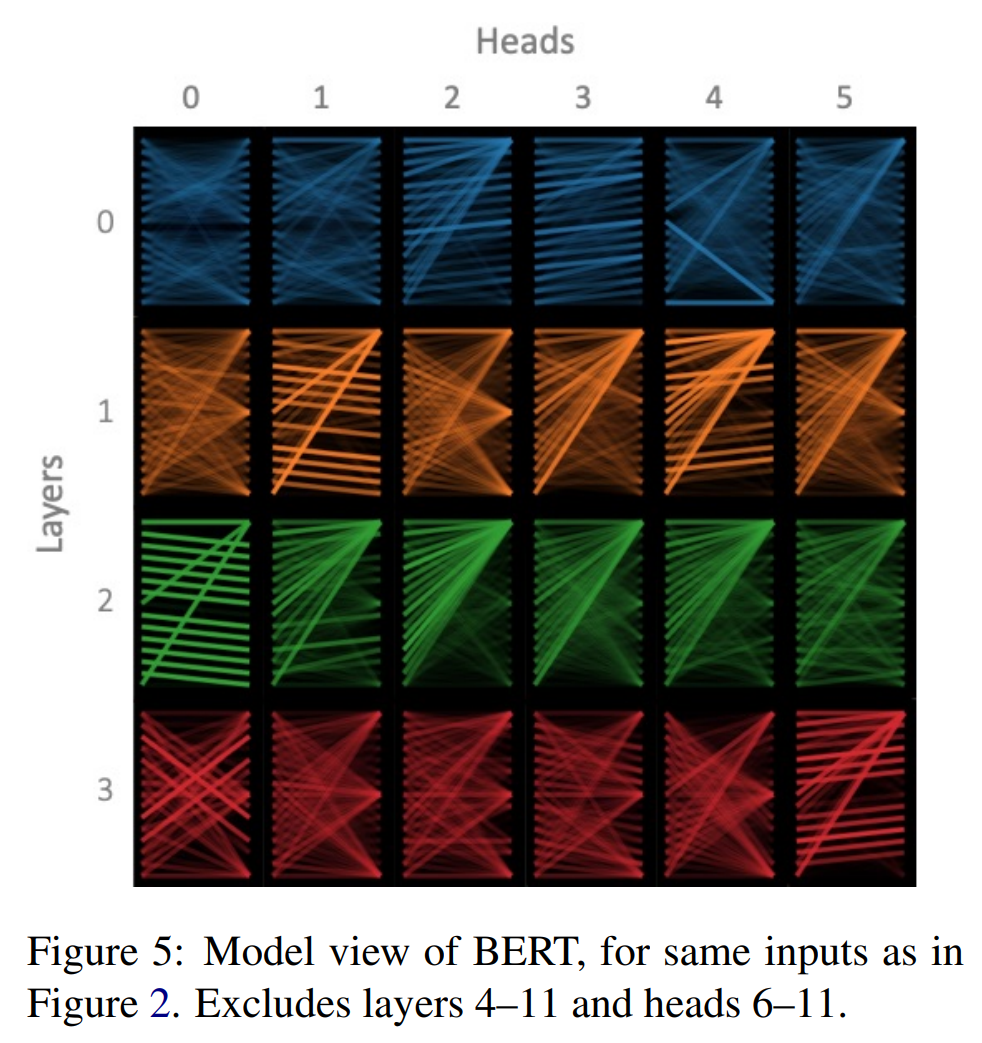 Heads
0 1 2 3 4 5
Layers
0
1
2
3
Figure 5: Model view of BERT, for same inputs as in
Figure 2. Excludes layers 4–11 and heads 6–11.